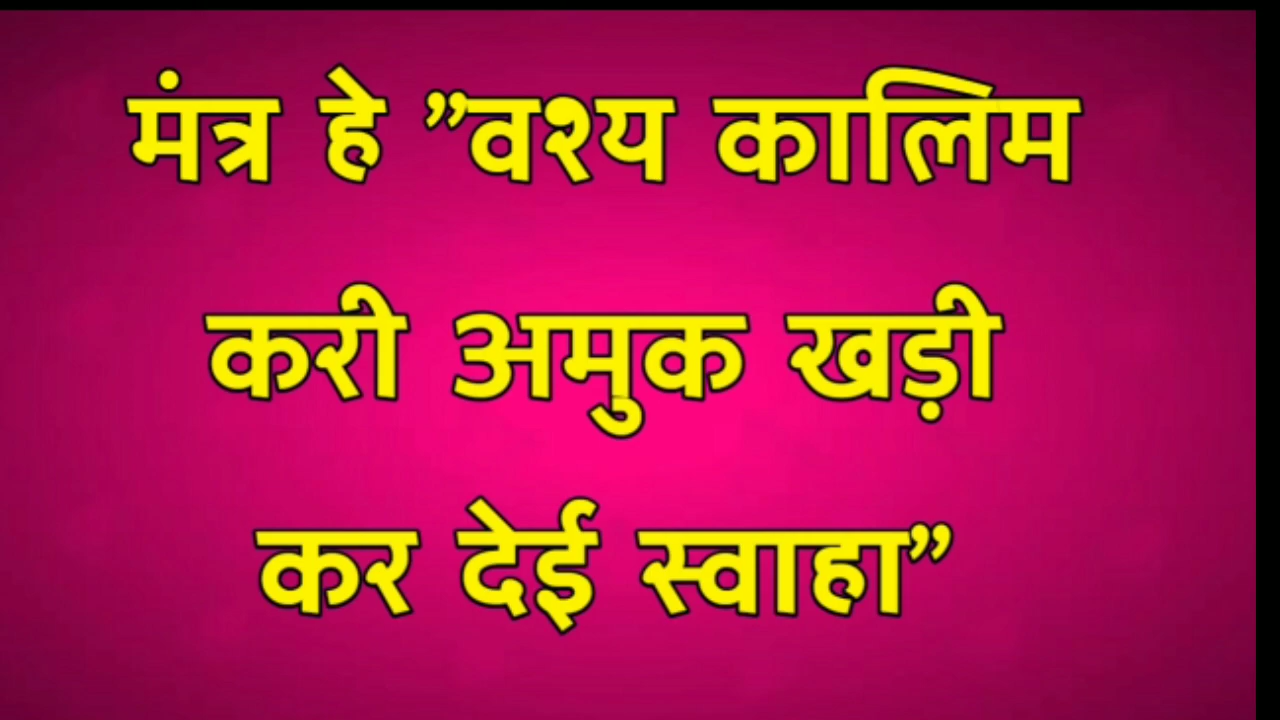 मंत्र हे ”वश्य कालिम
करी अमुक खड़ी
कर देई स्वाहा”